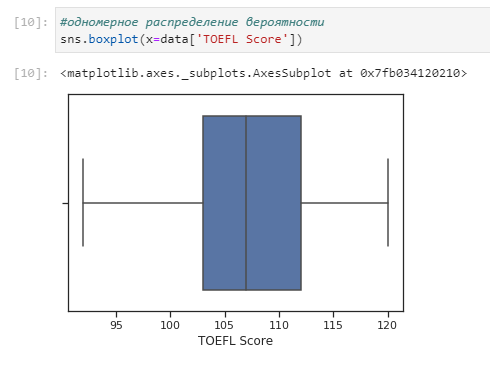 [10]: #одномерное распределение вероятности
sns.boxplot(x=data['TOEFL Score'])
[10]: <matplotlib.axes._subplots.AxesSubplot at 0x7fb034120210>
95 100 105 110 115 120
TOEFL Score